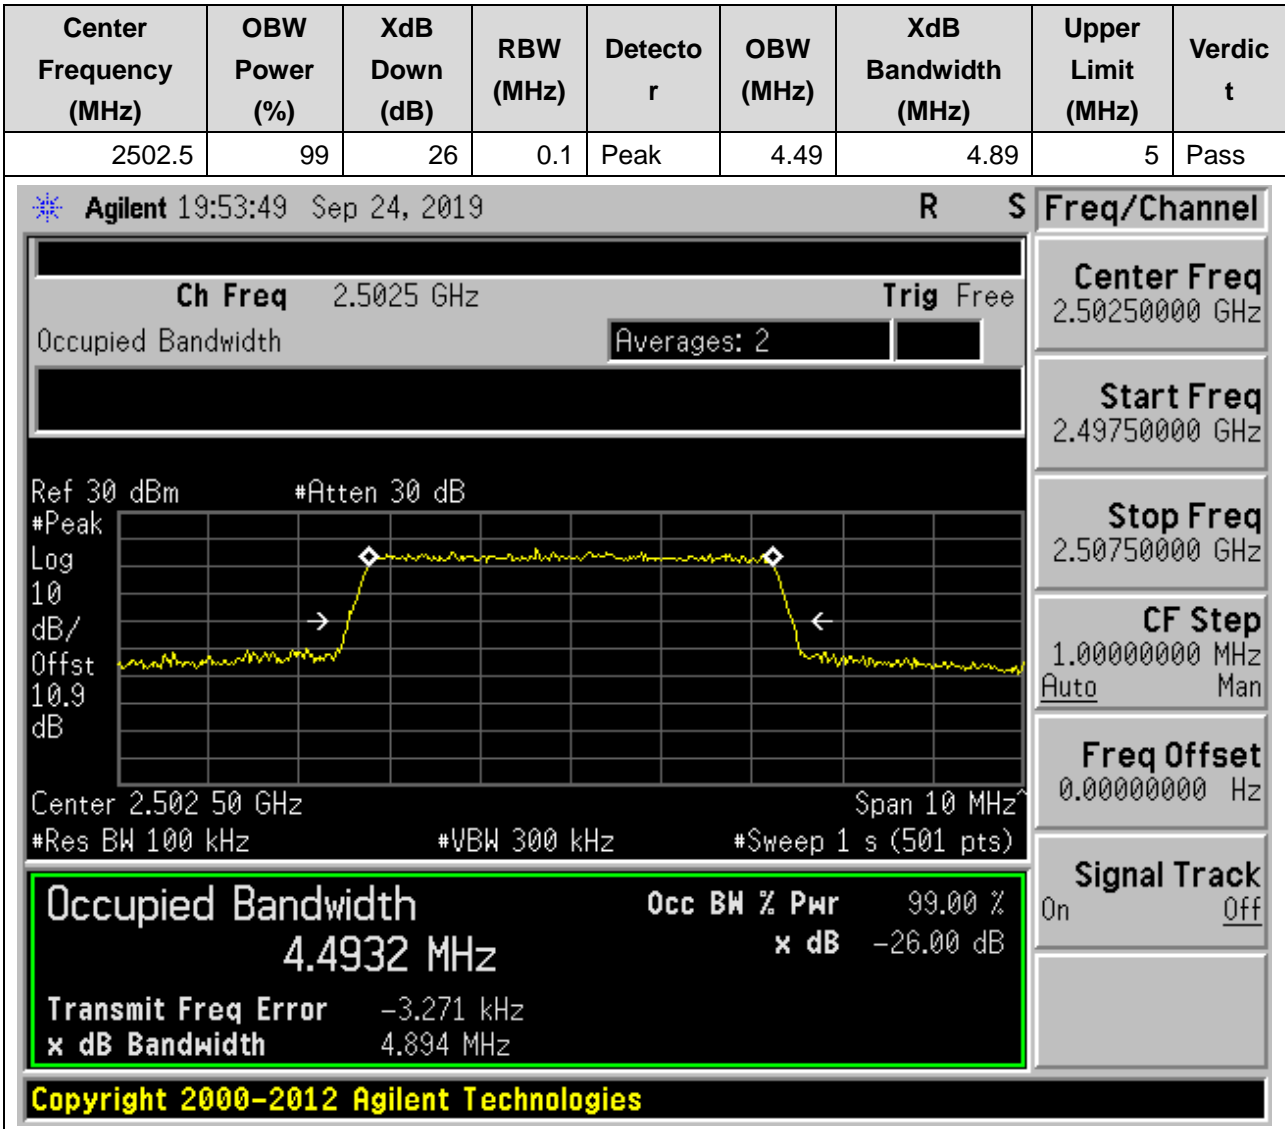 Center Frequency (MHz) OBW Power (%) XdB Down (dB) RBW (MHz) Detecto r OBW (MHz) XdB Bandwidth (MHz) Upper Limit (MHz) Verdic t
2502.5 99 26 0.1 Peak 4.49 4.89 5 Pass
Agilent 19:53:49 Sep 24, 2019 R S
Ch Freq 2.5025 GHz Trig Free
Occupied Bandwidth Averages: 2
Ref 30 dBm #Atten 30 dB
#Peak
Log
10
dB/
Offst
10.9
dB
Center 2.502 50 GHz Span 10 MHz^
#Res BW 100 kHz #VBW 300 kHz #Sweep 1 s (501 pts)
Occupied Bandwidth Occ BW % Pwr 99.00 %
4.4932 MHz x dB -26.00 dB
Transmit Freq Error -3.271 kHz
x dB Bandwidth 4.894 MHz
Copyright 2000-2012 Agilent Technologies
Freq/Channel
Center Freq
2.50250000 GHz
Start Freq
2.49750000 GHz
Stop Freq
2.50750000 GHz
CF Step
1.00000000 MHz
Auto Man
Freq Offset
0.00000000 Hz
Signal Track
On Off